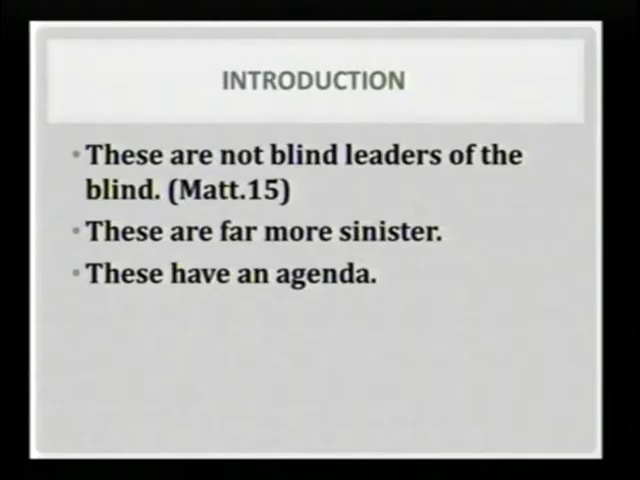 INTRODUCTION
• These are not blind leaders of the
blind. (Matt.15)
• These are far more sinister.
• These have an agenda.